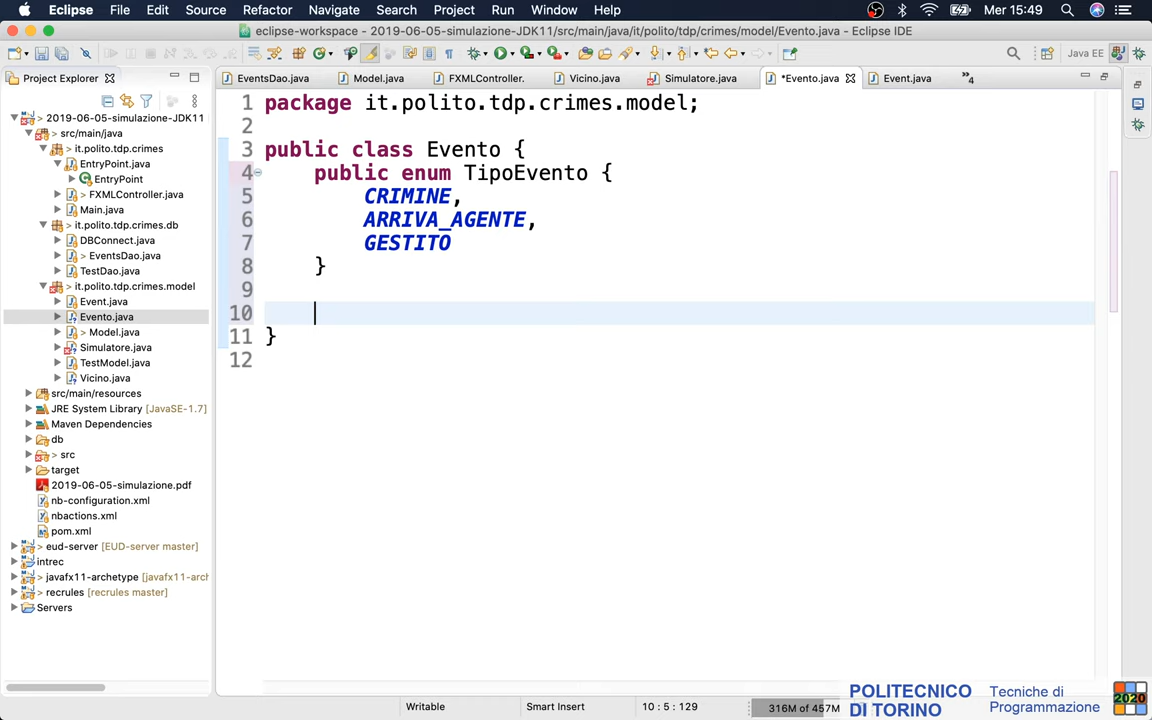 Eclipse File Edit Source Refactor Navigate Search Project Run Window Help Mer 15:49
eclipse-workspace - 2019-06-05-simulazione-JDK11/src/main/java/it/polito/tdp/crimes/model/Evento.java - Eclipse IDE
Java EE
Project Explorer
EventsDao.java Model.java FXMLController. Vicino.java Simulatore.java *Evento.java Event.java »4
2019-06-05-simulazione-JDK11
src/main/java
it.polito.tdp.crimes
EntryPoint.java
EntryPoint
> FXMLController.java
Main.java
it.polito.tdp.crimes.db
DBConnect.java
> EventsDao.java
TestDao.java
it.polito.tdp.crimes.model
Event.java
Evento.java
> Model.java
Simulatore.java
TestModel.java
Vicino.java
src/main/resources
JRE System Library [JavaSE-1.7]
Maven Dependencies
db
> src
target
2019-06-05-simulazione.pdf
nb-configuration.xml
nbactions.xml
pom.xml
> eud-server [EUD-server master]
intrec
> javafx11-archetype [javafx11-arch
> recrules [recrules master]
Servers
1 package it.polito.tdp.crimes.model;
2
3 public class Evento {
4 public enum TipoEvento {
5 CRIMINE,
6 ARRIVA_AGENTE,
7 GESTITO
8 }
9
10
11 }
12
Writable Smart Insert 10 : 5 : 129 316M of 457M
POLITECNICO
DI TORINO
Tecniche di
Programmazione
2020